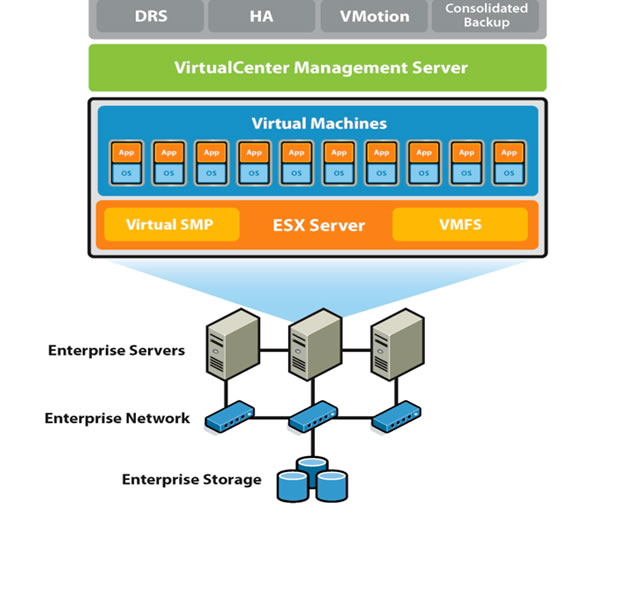 DRS HA VMotion Consolidated
Backup
VirtualCenter Management Server
Virtual Machines
App App App App App App App App App App
OS OS OS OS OS OS OS OS OS OS
Virtual SMP ESX Server VMFS
Enterprise Servers
Enterprise Network
Enterprise Storage